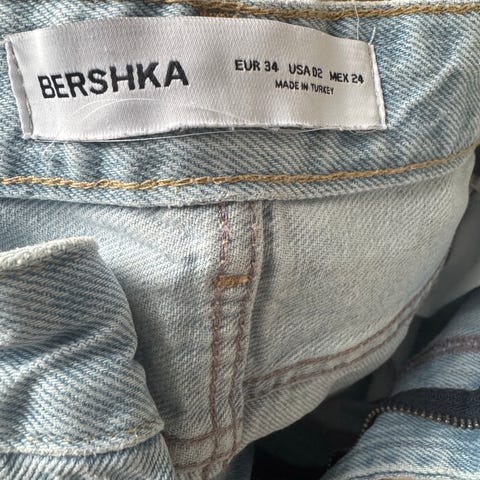 BERSHKA
EUR 34 USA 02 MEX 24
MADE IN TURKEY